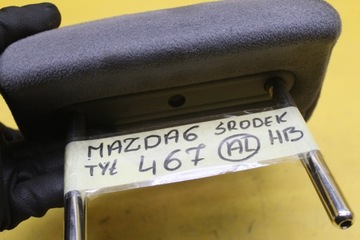 MAZDA6 ŚRODEK
TYŁ 467 AL HB